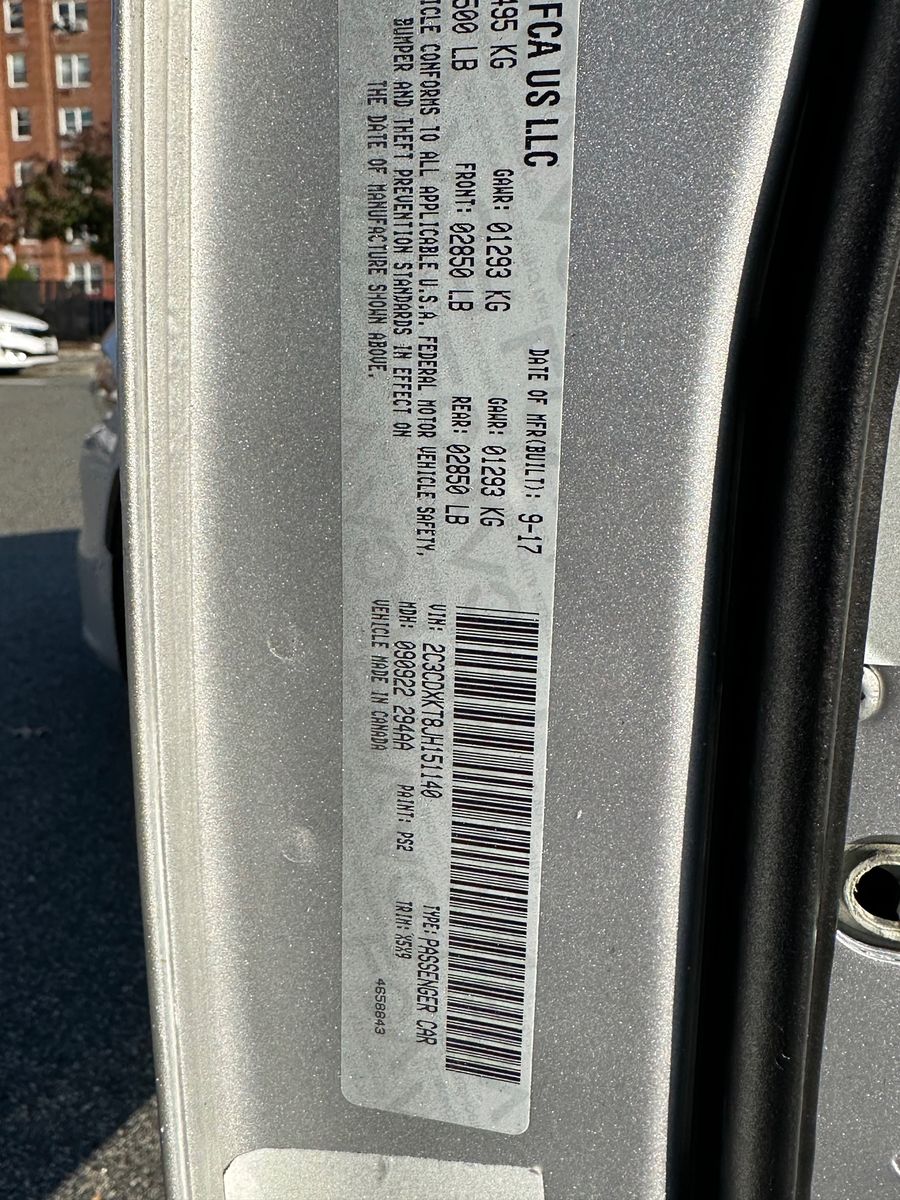 FCA US LLC
DATE OF MFR(BUILT): 9-17
495 KG GAWR: 01293 KG GAWR: 01293 KG
500 LB FRONT: 02850 LB REAR: 02850 LB
CLE CONFORMS TO ALL APPLICABLE U.S.A. FEDERAL MOTOR VEHICLE SAFETY,
BUMPER AND THEFT PREVENTION STANDARDS IN EFFECT ON
THE DATE OF MANUFACTURE SHOWN ABOVE.
VIN: 2C3CDXKT8JH151140 TYPE: PASSENGER CAR
MDH: 090922 294AA PAINT: PS2 TRIM: X5X9
VEHICLE MADE IN CANADA
4658843